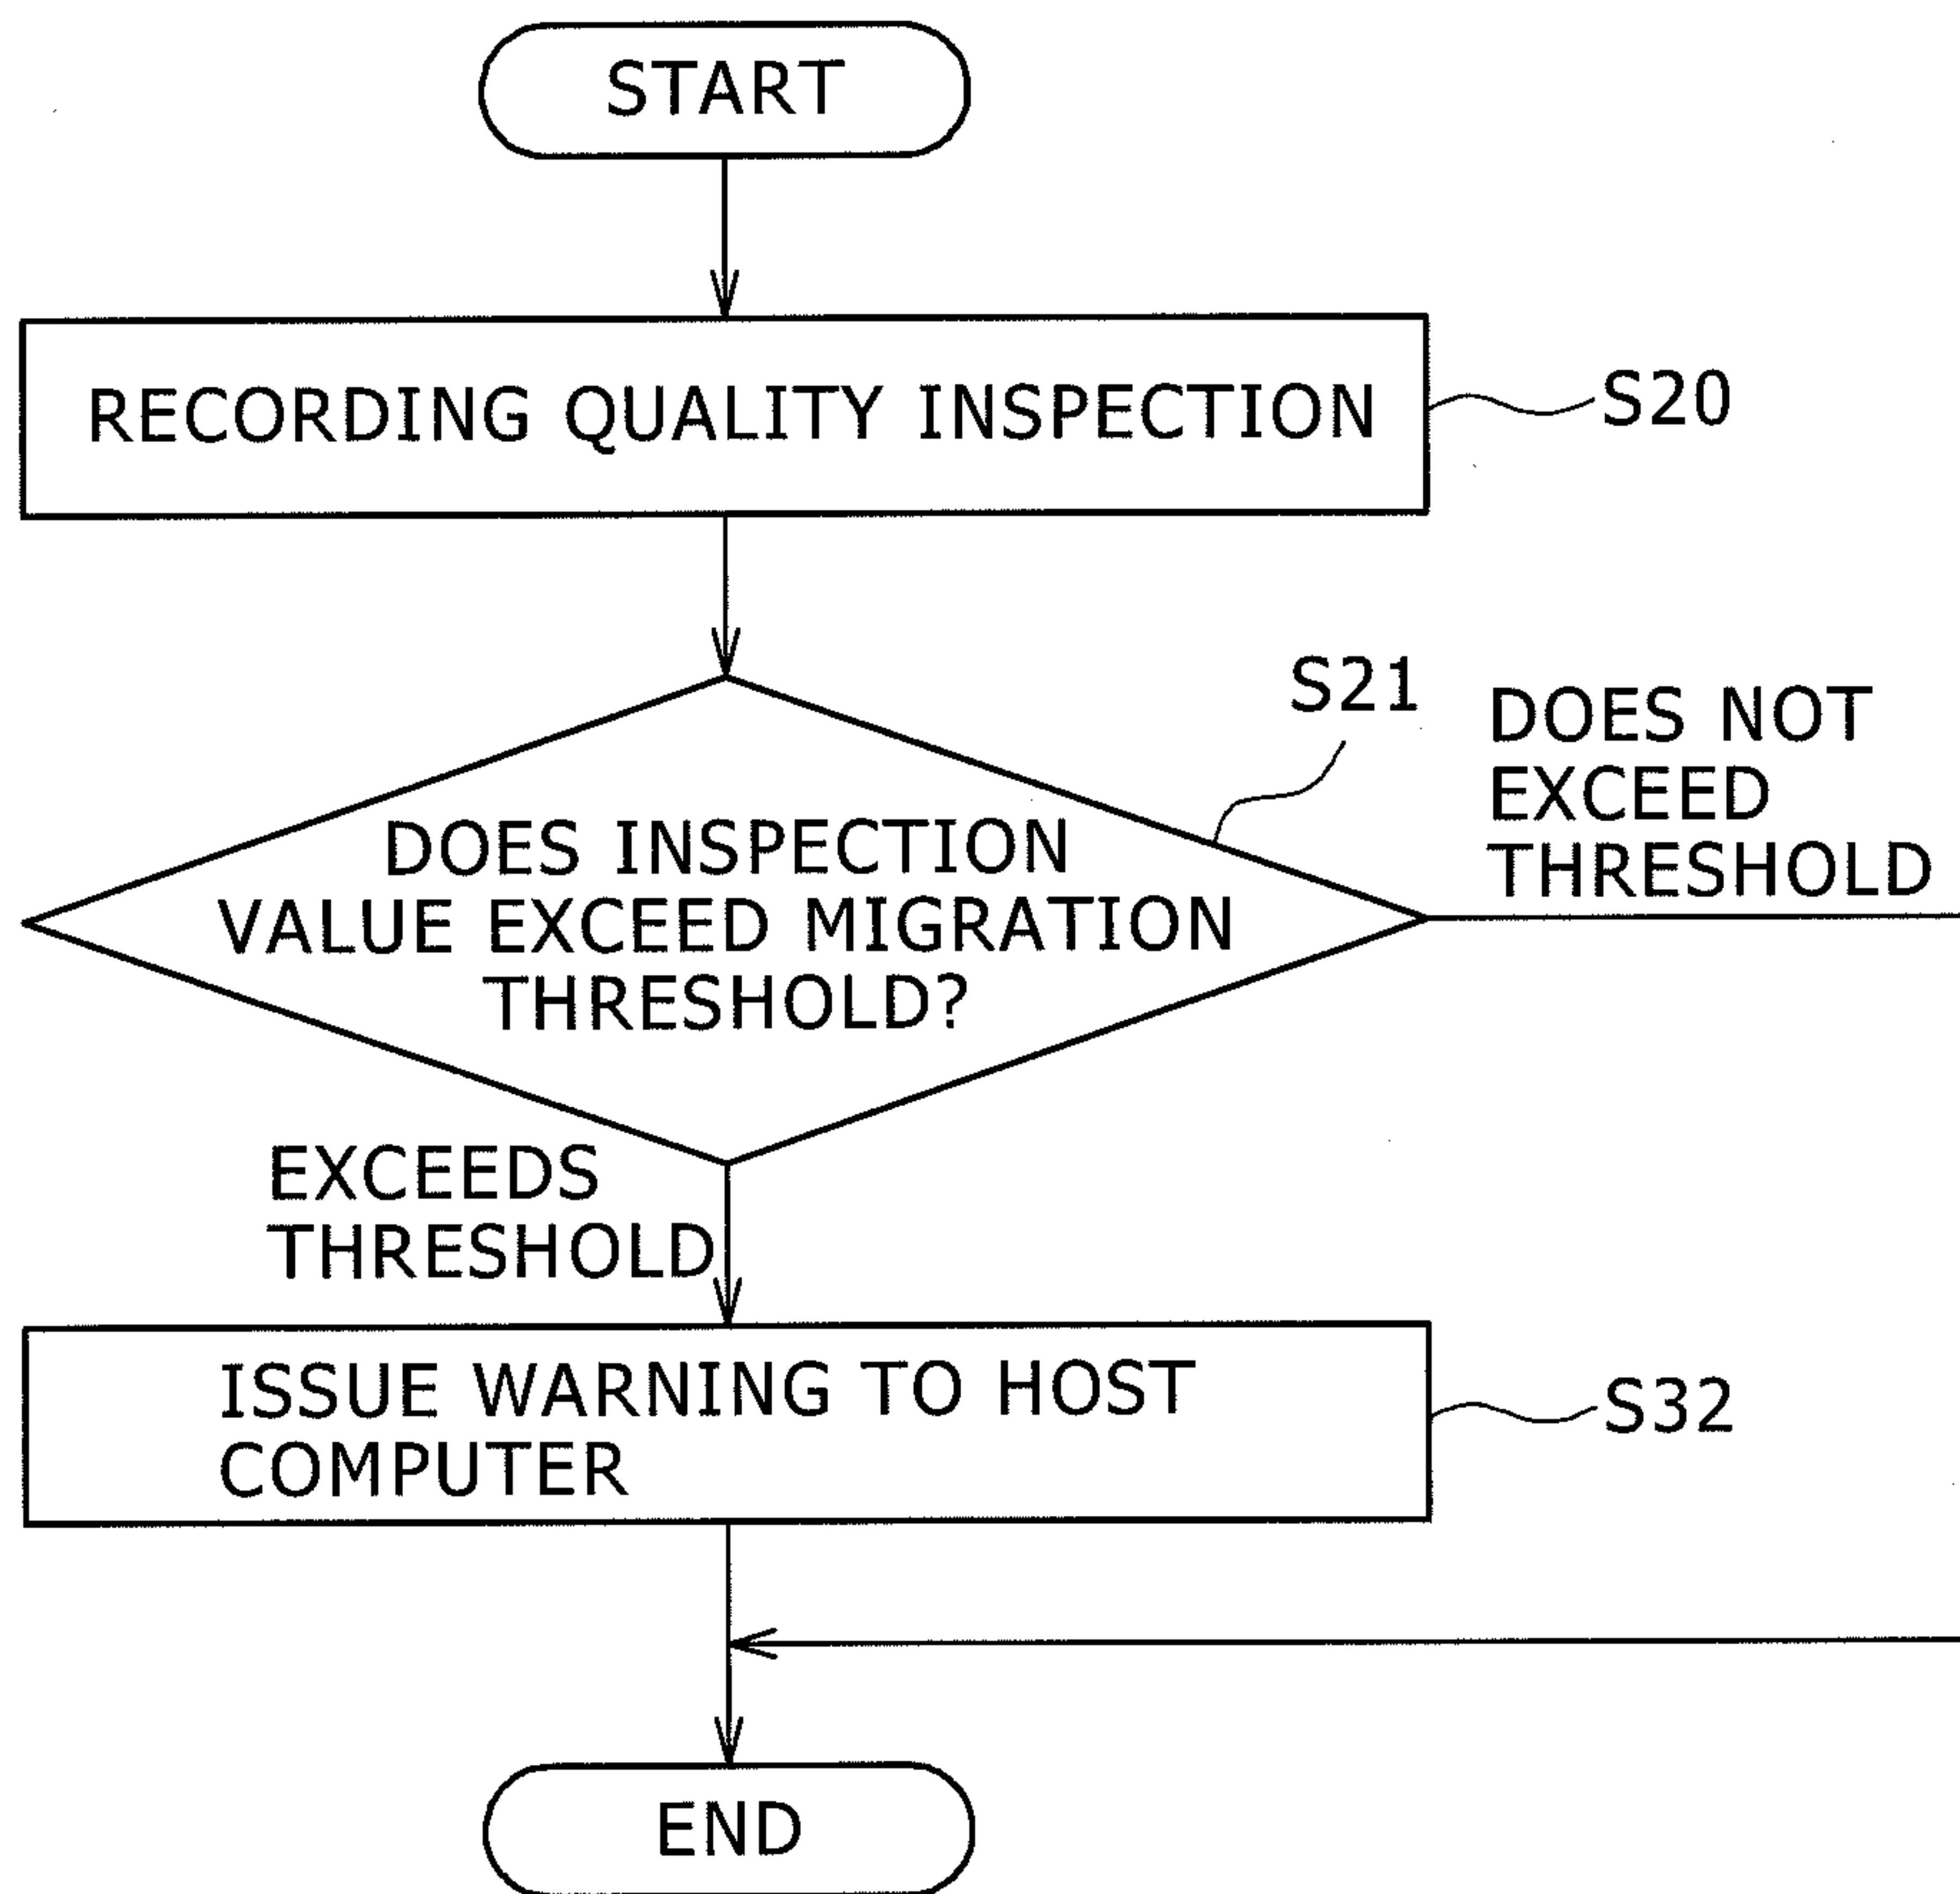 START
RECORDING QUALITY INSPECTION
S20
S21
DOES NOT
EXCEED
THRESHOLD
DOES INSPECTION
VALUE EXCEED MIGRATION
THRESHOLD?
EXCEEDS
THRESHOLD
ISSUE WARNING TO HOST
COMPUTER
S32
END